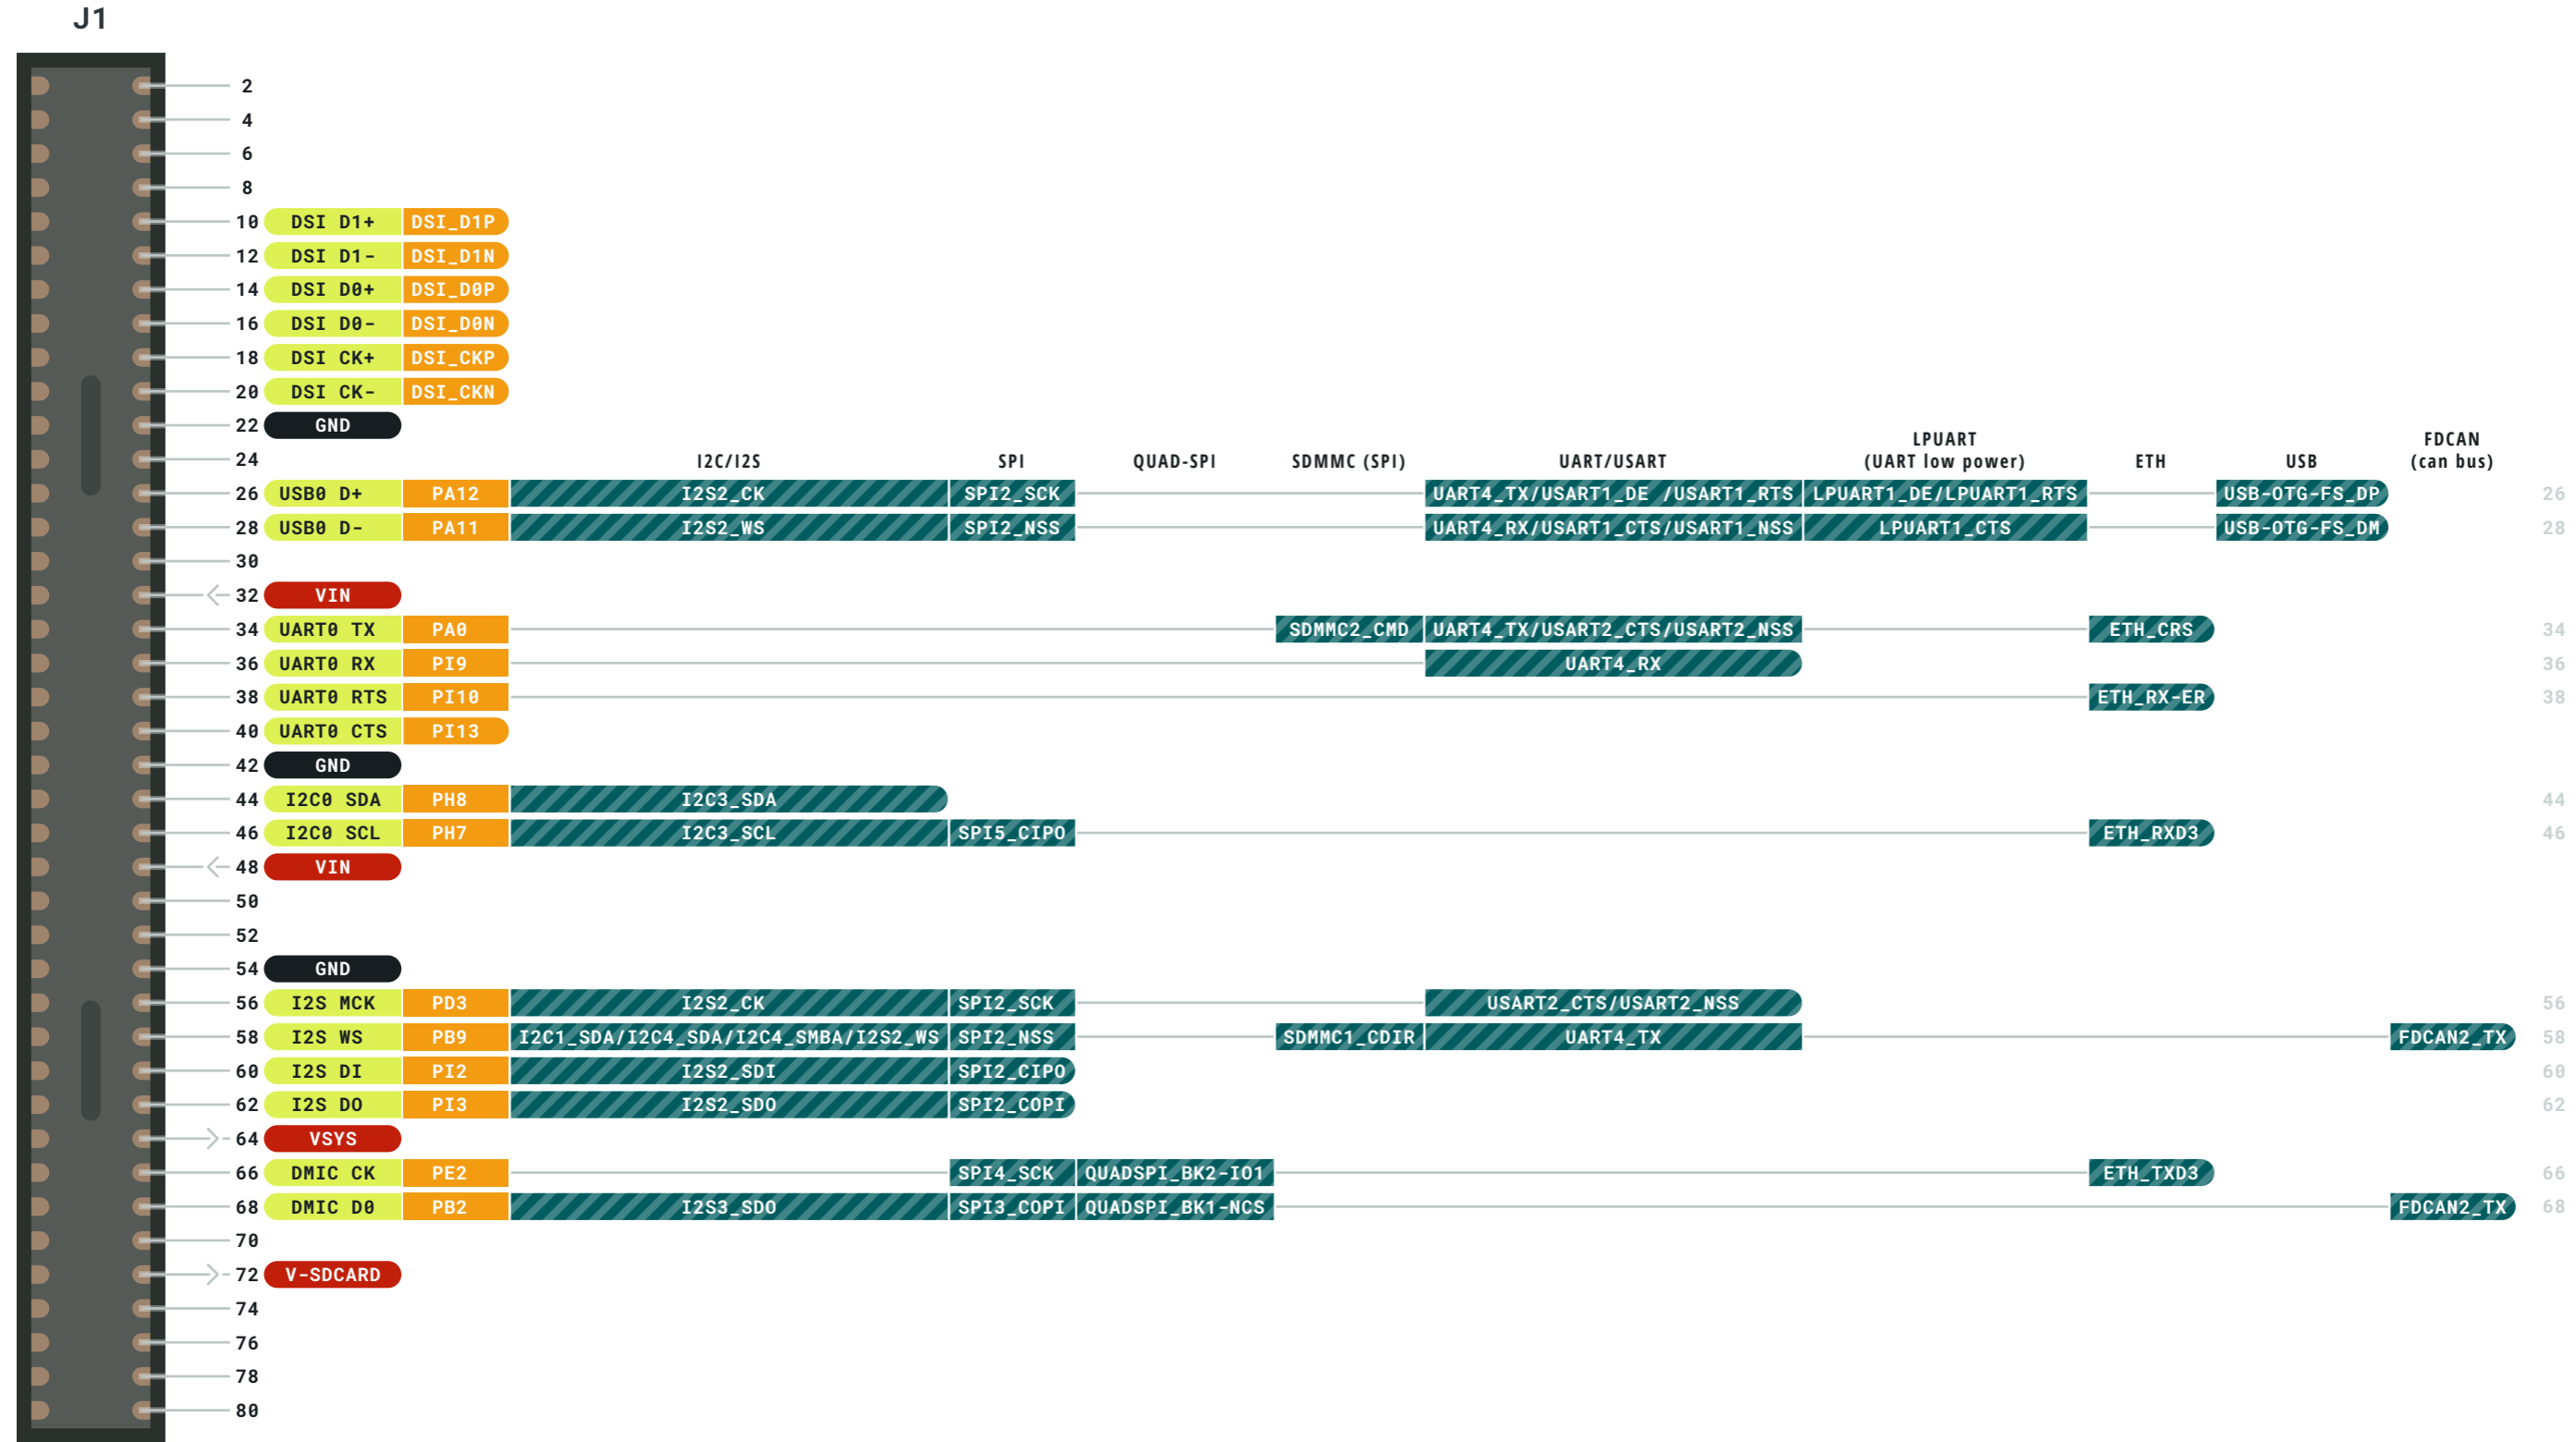 J1
2
4
6
8
10 DSI D1+ DSI_D1P
12 DSI D1- DSI_D1N
14 DSI D0+ DSI_D0P
16 DSI D0- DSI_D0N
18 DSI CK+ DSI_CKP
20 DSI CK- DSI_CKN
22 GND
24 I2C/I2S SPI QUAD-SPI SDMMC (SPI) UART/USART LPUART (UART low power) ETH USB FDCAN (can bus)
26 USB0 D+ PA12 I2S2_CK SPI2_SCK UART4_TX/USART1_DE /USART1_RTS LPUART1_DE/LPUART1_RTS USB-OTG-FS_DP 26
28 USB0 D- PA11 I2S2_WS SPI2_NSS UART4_RX/USART1_CTS/USART1_NSS LPUART1_CTS USB-OTG-FS_DM 28
30
32 VIN
34 UART0 TX PA0 SDMMC2_CMD UART4_TX/USART2_CTS/USART2_NSS ETH_CRS 34
36 UART0 RX PI9 UART4_RX 36
38 UART0 RTS PI10 ETH_RX-ER 38
40 UART0 CTS PI13
42 GND
44 I2C0 SDA PH8 I2C3_SDA 44
46 I2C0 SCL PH7 I2C3_SCL SPI5_CIPO ETH_RXD3 46
48 VIN
50
52
54 GND
56 I2S MCK PD3 I2S2_CK SPI2_SCK USART2_CTS/USART2_NSS 56
58 I2S WS PB9 I2C1_SDA/I2C4_SDA/I2C4_SMBA/I2S2_WS SPI2_NSS SDMMC1_CDIR UART4_TX FDCAN2_TX 58
60 I2S DI PI2 I2S2_SDI SPI2_CIPO 60
62 I2S DO PI3 I2S2_SDO SPI2_COPI 62
64 VSYS
66 DMIC CK PE2 SPI4_SCK QUADSPI_BK2-IO1 ETH_TXD3 66
68 DMIC D0 PB2 I2S3_SDO SPI3_COPI QUADSPI_BK1-NCS FDCAN2_TX 68
70
72 V-SDCARD
74
76
78
80